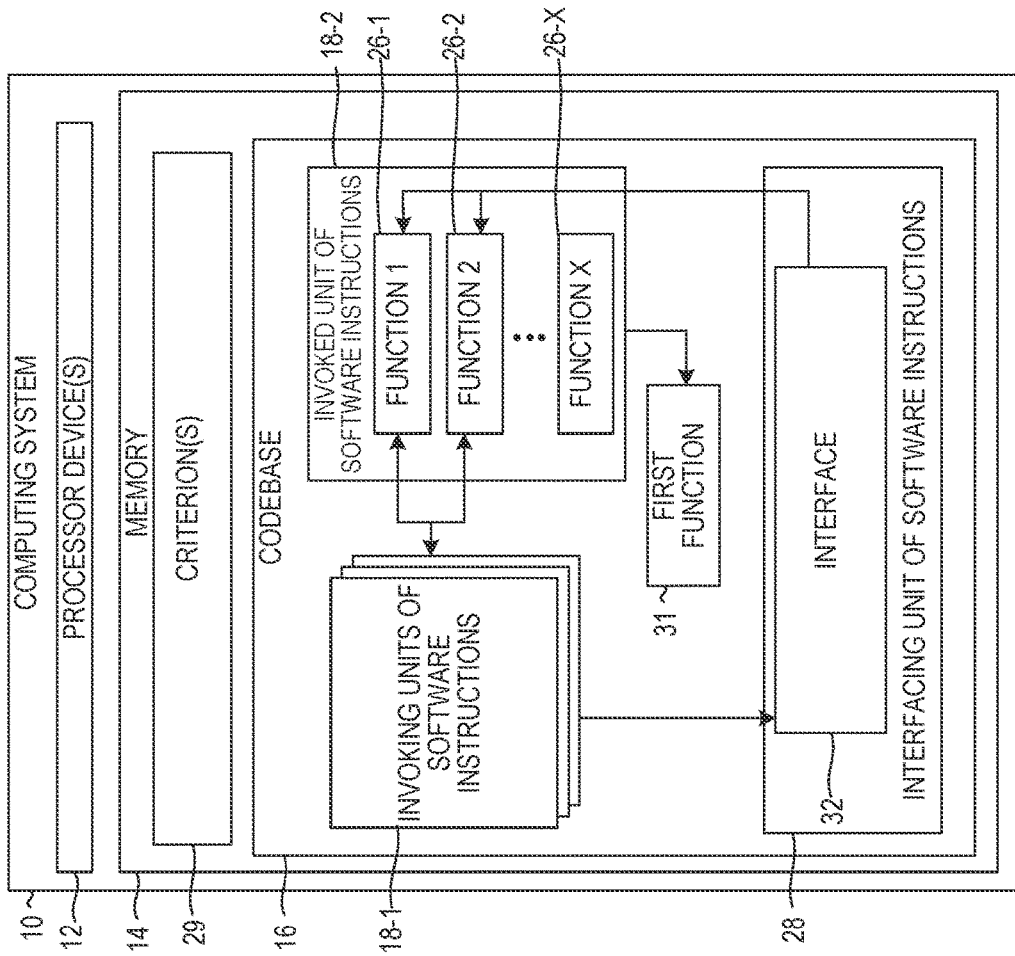 COMPUTING SYSTEM
10
PROCESSOR DEVICE(S)
12
MEMORY
14
CRITERION(S)
29
CODEBASE
16
INVOKING UNITS OF
SOFTWARE
INSTRUCTIONS
18-1
INVOKED UNIT OF
SOFTWARE INSTRUCTIONS
18-2
FUNCTION 1
26-1
FUNCTION 2
26-2
FUNCTION X
26-X
FIRST
FUNCTION
31
INTERFACE
32
INTERFACING UNIT OF SOFTWARE INSTRUCTIONS
28